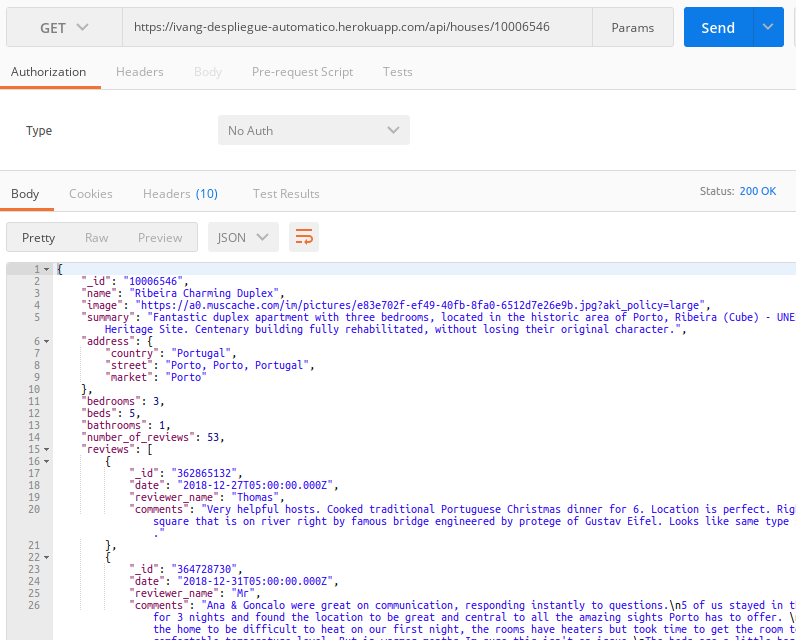 GET https://ivang-despliegue-automatico.herokuapp.com/api/houses/10006546 Params Send
Authorization Headers Body Pre-request Script Tests
Type No Auth
Body Cookies Headers (10) Test Results Status: 200 OK
Pretty Raw Preview JSON
1 {
2 "_id": "10006546",
3 "name": "Ribeira Charming Duplex",
4 "image": "https://a0.muscache.com/im/pictures/e83e702f-ef49-40fb-8fa0-6512d7e26e9b.jpg?aki_policy=large",
5 "summary": "Fantastic duplex apartment with three bedrooms, located in the historic area of Porto, Ribeira (Cube) - UNE
Heritage Site. Centenary building fully rehabilitated, without losing their original character.",
6 "address": {
7 "country": "Portugal",
8 "street": "Porto, Porto, Portugal",
9 "market": "Porto"
10 },
11 "bedrooms": 3,
12 "beds": 5,
13 "bathrooms": 1,
14 "number_of_reviews": 53,
15 "reviews": [
16 {
17 "_id": "362865132",
18 "date": "2018-12-27T05:00:00.000Z",
19 "reviewer_name": "Thomas",
20 "comments": "Very helpful hosts. Cooked traditional Portuguese Christmas dinner for 6. Location is perfect. Rig
square that is on river right by famous bridge engineered by protege of Gustav Eifel. Looks like same type
."
21 },
22 {
23 "_id": "364728730",
24 "date": "2018-12-31T05:00:00.000Z",
25 "reviewer_name": "Mr",
26 "comments": "Ana & Goncalo were great on communication, responding instantly to questions.\n5 of us stayed in th
for 3 nights and found the location to be great and central to all the amazing sights Porto has to offer. \
the home to be difficult to heat on our first night, the rooms have heaters but took time to get the room t